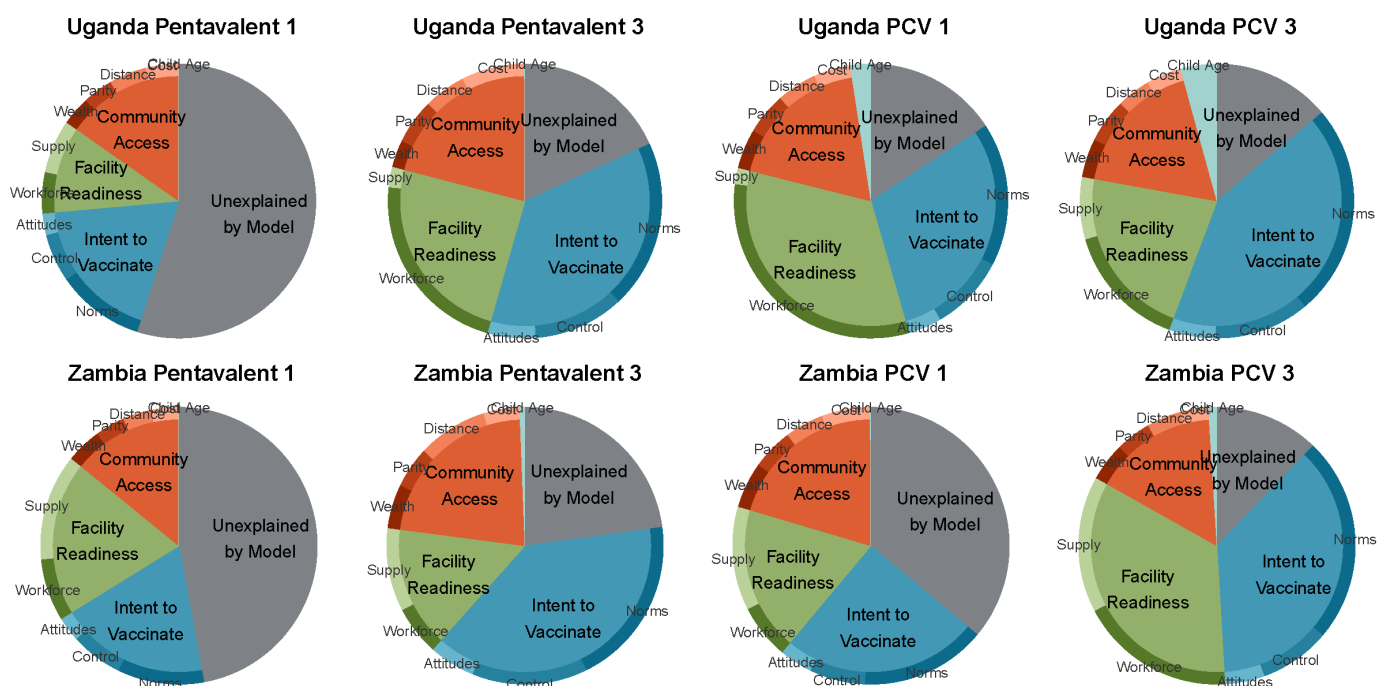 Uganda Pentavalent 1
Child Age
Cost
Distance
Parity
Wealth
Community
Access
Supply
Facility
Readiness
Workforce
Attitudes
Control
Norms
Intent to
Vaccinate
Unexplained
by Model
Uganda Pentavalent 3
Child Age
Cost
Distance
Parity
Wealth
Community
Access
Supply
Facility
Readiness
Workforce
Attitudes
Control
Norms
Intent to
Vaccinate
Unexplained
by Model
Uganda PCV 1
Child Age
Cost
Distance
Parity
Wealth
Community
Access
Supply
Facility
Readiness
Workforce
Attitudes
Control
Norms
Intent to
Vaccinate
Unexplained
by Model
Uganda PCV 3
Child Age
Cost
Distance
Parity
Wealth
Community
Access
Supply
Facility
Readiness
Workforce
Attitudes
Control
Norms
Intent to
Vaccinate
Unexplained
by Model
Zambia Pentavalent 1
Child Age
Cost
Distance
Parity
Wealth
Community
Access
Supply
Facility
Readiness
Workforce
Attitudes
Control
Norms
Intent to
Vaccinate
Unexplained
by Model
Zambia Pentavalent 3
Child Age
Cost
Distance
Parity
Wealth
Community
Access
Supply
Facility
Readiness
Workforce
Attitudes
Control
Norms
Intent to
Vaccinate
Unexplained
by Model
Zambia PCV 1
Child Age
Cost
Distance
Parity
Wealth
Community
Access
Supply
Facility
Readiness
Workforce
Attitudes
Control
Norms
Intent to
Vaccinate
Unexplained
by Model
Zambia PCV 3
Child Age
Cost
Distance
Parity
Wealth
Community
Access
Supply
Facility
Readiness
Workforce
Attitudes
Control
Norms
Intent to
Vaccinate
Unexplained
by Model